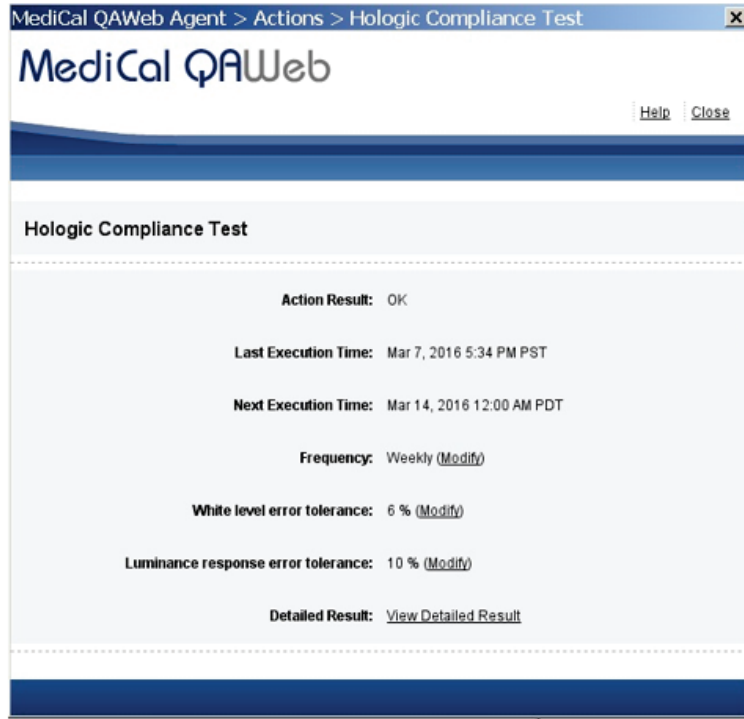 MediCal QAWeb Agent > Actions > Hologic Compliance Test
MediCal QAWeb
Help Close
Hologic Compliance Test
Action Result: OK
Last Execution Time: Mar 7, 2016 5:34 PM PST
Next Execution Time: Mar 14, 2016 12:00 AM PDT
Frequency: Weekly (Modify)
White level error tolerance: 6 % (Modify)
Luminance response error tolerance: 10 % (Modify)
Detailed Result: View Detailed Result